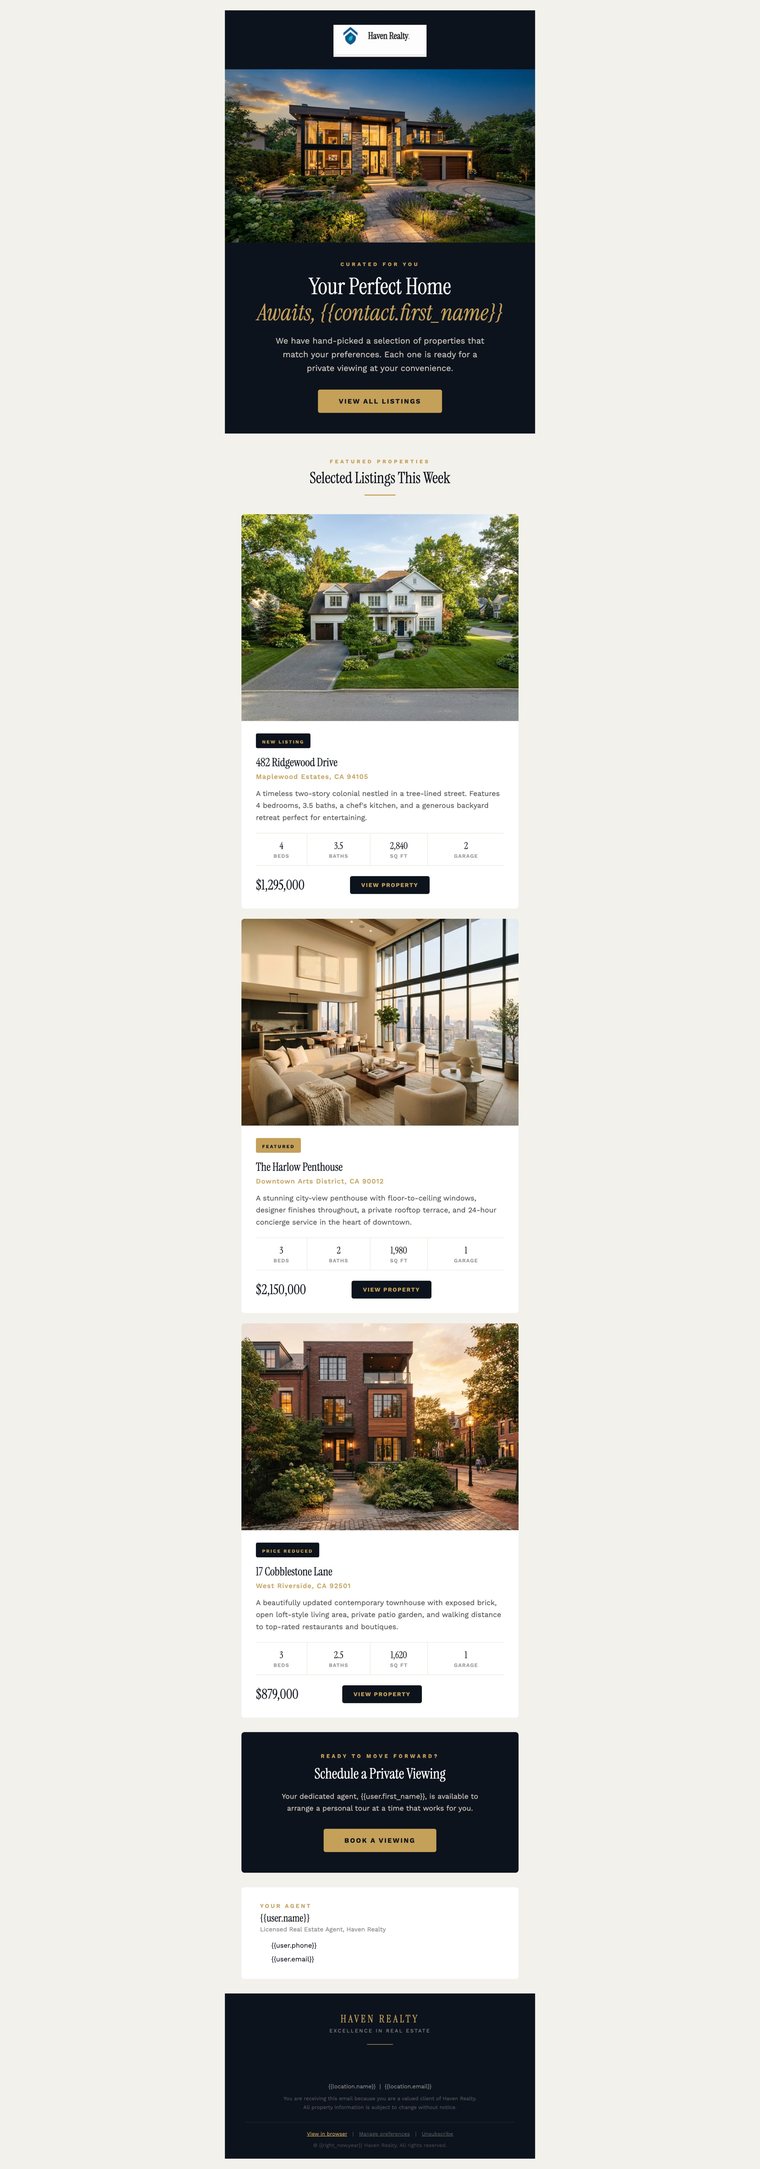 Haven Realty.
CURATED FOR YOU
Your Perfect Home
Awaits, {{contact.first_name}}
We have hand-picked a selection of properties that
match your preferences. Each one is ready for a
private viewing at your convenience.
VIEW ALL LISTINGS
FEATURED PROPERTIES
Selected Listings This Week
NEW LISTING
482 Ridgewood Drive
Maplewood Estates, CA 94105
A timeless two-story colonial nestled in a tree-lined street. Features
4 bedrooms, 3.5 baths, a chef's kitchen, and a generous backyard
retreat perfect for entertaining.
4 3.5 2,840 2
BEDS BATHS SQ FT GARAGE
$1,295,000 VIEW PROPERTY
FEATURED
The Harlow Penthouse
Downtown Arts District, CA 90012
A stunning city-view penthouse with floor-to-ceiling windows,
designer finishes throughout, a private rooftop terrace, and 24-hour
concierge service in the heart of downtown.
3 2 1,980 1
BEDS BATHS SQ FT GARAGE
$2,150,000 VIEW PROPERTY
PRICE REDUCED
17 Cobblestone Lane
West Riverside, CA 92501
A beautifully updated contemporary townhouse with exposed brick,
open loft-style living area, private patio garden, and walking distance
to top-rated restaurants and boutiques.
3 2.5 1,620 1
BEDS BATHS SQ FT GARAGE
$879,000 VIEW PROPERTY
READY TO MOVE FORWARD?
Schedule a Private Viewing
Your dedicated agent, {{user.first_name}}, is available to
arrange a personal tour at a time that works for you.
BOOK A VIEWING
YOUR AGENT
{{user.name}}
Licensed Real Estate Agent, Haven Realty
{{user.phone}}
{{user.email}}
HAVEN REALTY
EXCELLENCE IN REAL ESTATE
{{location.name}} | {{location.email}}
You are receiving this email because you are a valued client of Haven Realty.
All property information is subject to change without notice.
View in browser | Manage preferences | Unsubscribe
© {{right_now.year}} Haven Realty. All rights reserved.